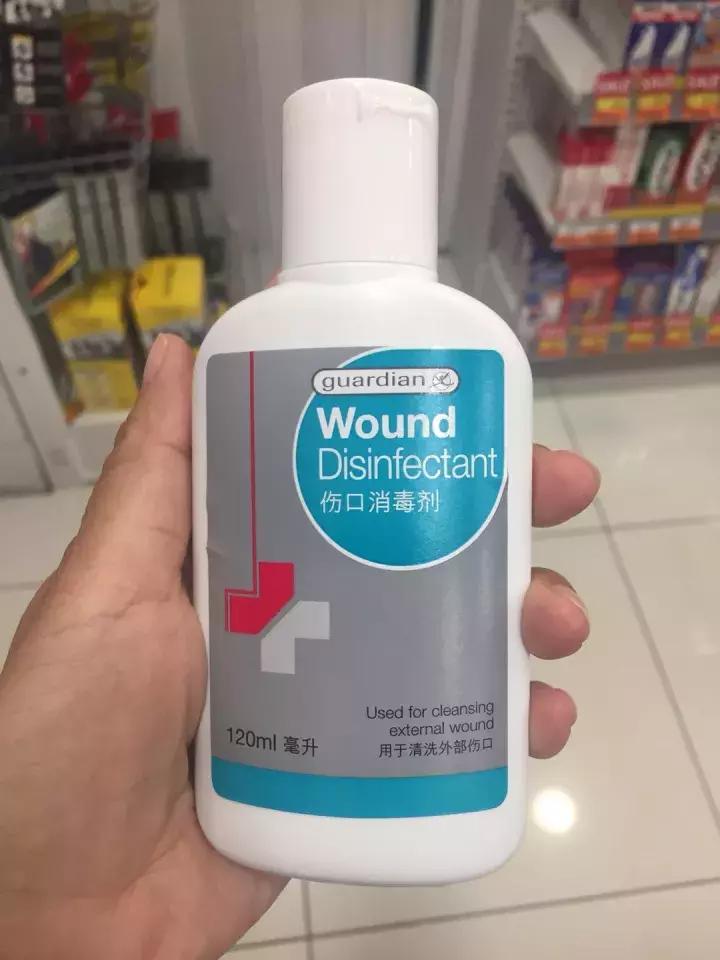 guardian
Wound
Disinfectant
伤口消毒剂
Used for cleansing
external wound
120ml 毫升
用于清洗外部伤口